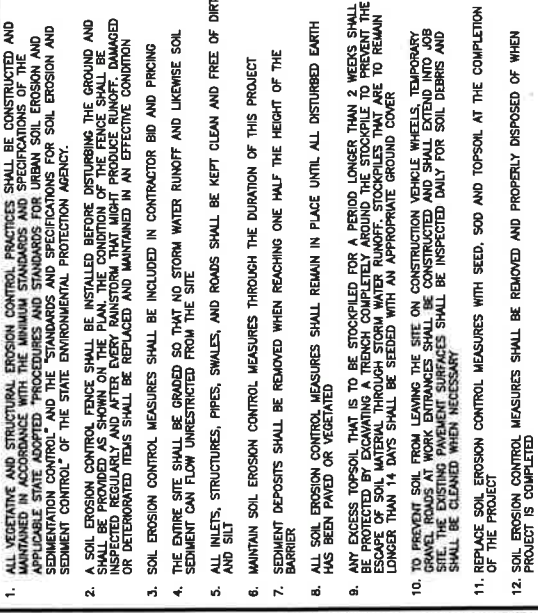 1. ALL VEGETATIVE AND STRUCTURAL EROSION CONTROL PRACTICES SHALL BE CONSTRUCTED AND
MAINTAINED IN ACCORDANCE WITH THE MINIMUM STANDARDS AND SPECIFICATIONS OF THE
APPLICABLE STATE ADOPTED "PROCEDURES AND STANDARDS FOR URBAN SOIL EROSION AND
SEDIMENTATION CONTROL" AND THE "STANDARDS AND SPECIFICATIONS FOR SOIL EROSION AND
SEDIMENT CONTROL" OF THE STATE ENVIRONMENTAL PROTECTION AGENCY.
2. A SOIL EROSION CONTROL FENCE SHALL BE INSTALLED BEFORE DISTURBING THE GROUND AND
SHALL BE PROVIDED AS SHOWN ON THE PLAN. THE CONDITION OF THE FENCE SHALL BE
INSPECTED REGULARLY AND AFTER EVERY RAINSTORM THAT MIGHT PRODUCE RUNOFF. DAMAGED
OR DETERIORATED ITEMS SHALL BE REPLACED AND MAINTAINED IN AN EFFECTIVE CONDITION
3. SOIL EROSION CONTROL MEASURES SHALL BE INCLUDED IN CONTRACTOR BID AND PRICING
4. THE ENTIRE SITE SHALL BE GRADED SO THAT NO STORM WATER RUNOFF AND LIKEWISE SOIL
SEDIMENT CAN FLOW UNRESTRICTED FROM THE SITE
5. ALL INLETS, STRUCTURES, PIPES, SWALES, AND ROADS SHALL BE KEPT CLEAN AND FREE OF DIRT
AND SILT
6. MAINTAIN SOIL EROSION CONTROL MEASURES THROUGH THE DURATION OF THIS PROJECT
7. SEDIMENT DEPOSITS SHALL BE REMOVED WHEN REACHING ONE HALF THE HEIGHT OF THE
BARRIER
8. ALL SOIL EROSION CONTROL MEASURES SHALL REMAIN IN PLACE UNTIL ALL DISTURBED EARTH
HAS BEEN PAVED OR VEGETATED
9. ANY EXCESS TOPSOIL THAT IS TO BE STOCKPILED FOR A PERIOD LONGER THAN 2 WEEKS SHALL
BE PROTECTED BY EXCAVATING A TRENCH COMPLETELY AROUND THE STOCKPILE TO PREVENT THE
ESCAPE OF SOIL MATERIAL THROUGH STORM WATER RUNOFF. STOCKPILES THAT ARE TO REMAIN
LONGER THAN 14 DAYS SHALL BE SEEDED WITH AN APPROPRIATE GROUND COVER
10. TO PREVENT SOIL FROM LEAVING THE SITE ON CONSTRUCTION VEHICLE WHEELS, TEMPORARY
GRAVEL ROADS AT WORK ENTRANCES SHALL BE CONSTRUCTED AND SHALL EXTEND INTO JOB
SITE. THE EXISTING PAVEMENT SURFACES SHALL BE INSPECTED DAILY FOR SOIL DEBRIS AND
SHALL BE CLEANED WHEN NECESSARY
11. REPLACE SOIL EROSION CONTROL MEASURES WITH SEED, SOD AND TOPSOIL AT THE COMPLETION
OF THE PROJECT
12. SOIL EROSION CONTROL MEASURES SHALL BE REMOVED AND PROPERLY DISPOSED OF WHEN
PROJECT IS COMPLETED